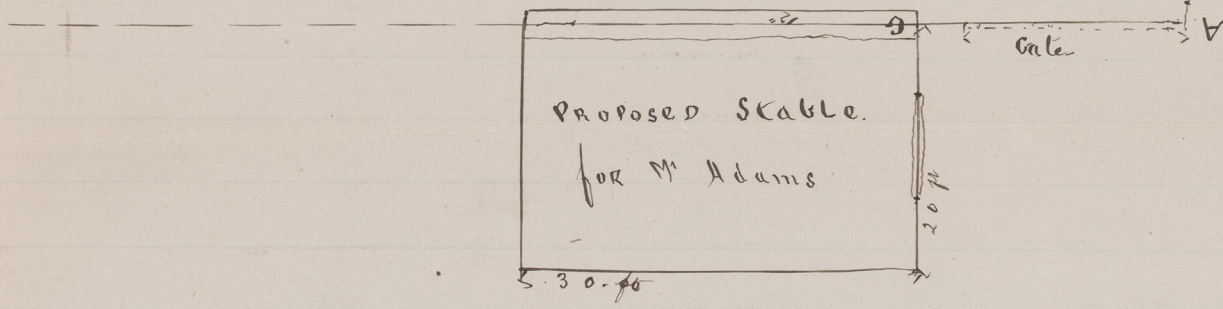 A
Gate
PROPOSED Stable.
for Mr Adams
20 ft
30 ft